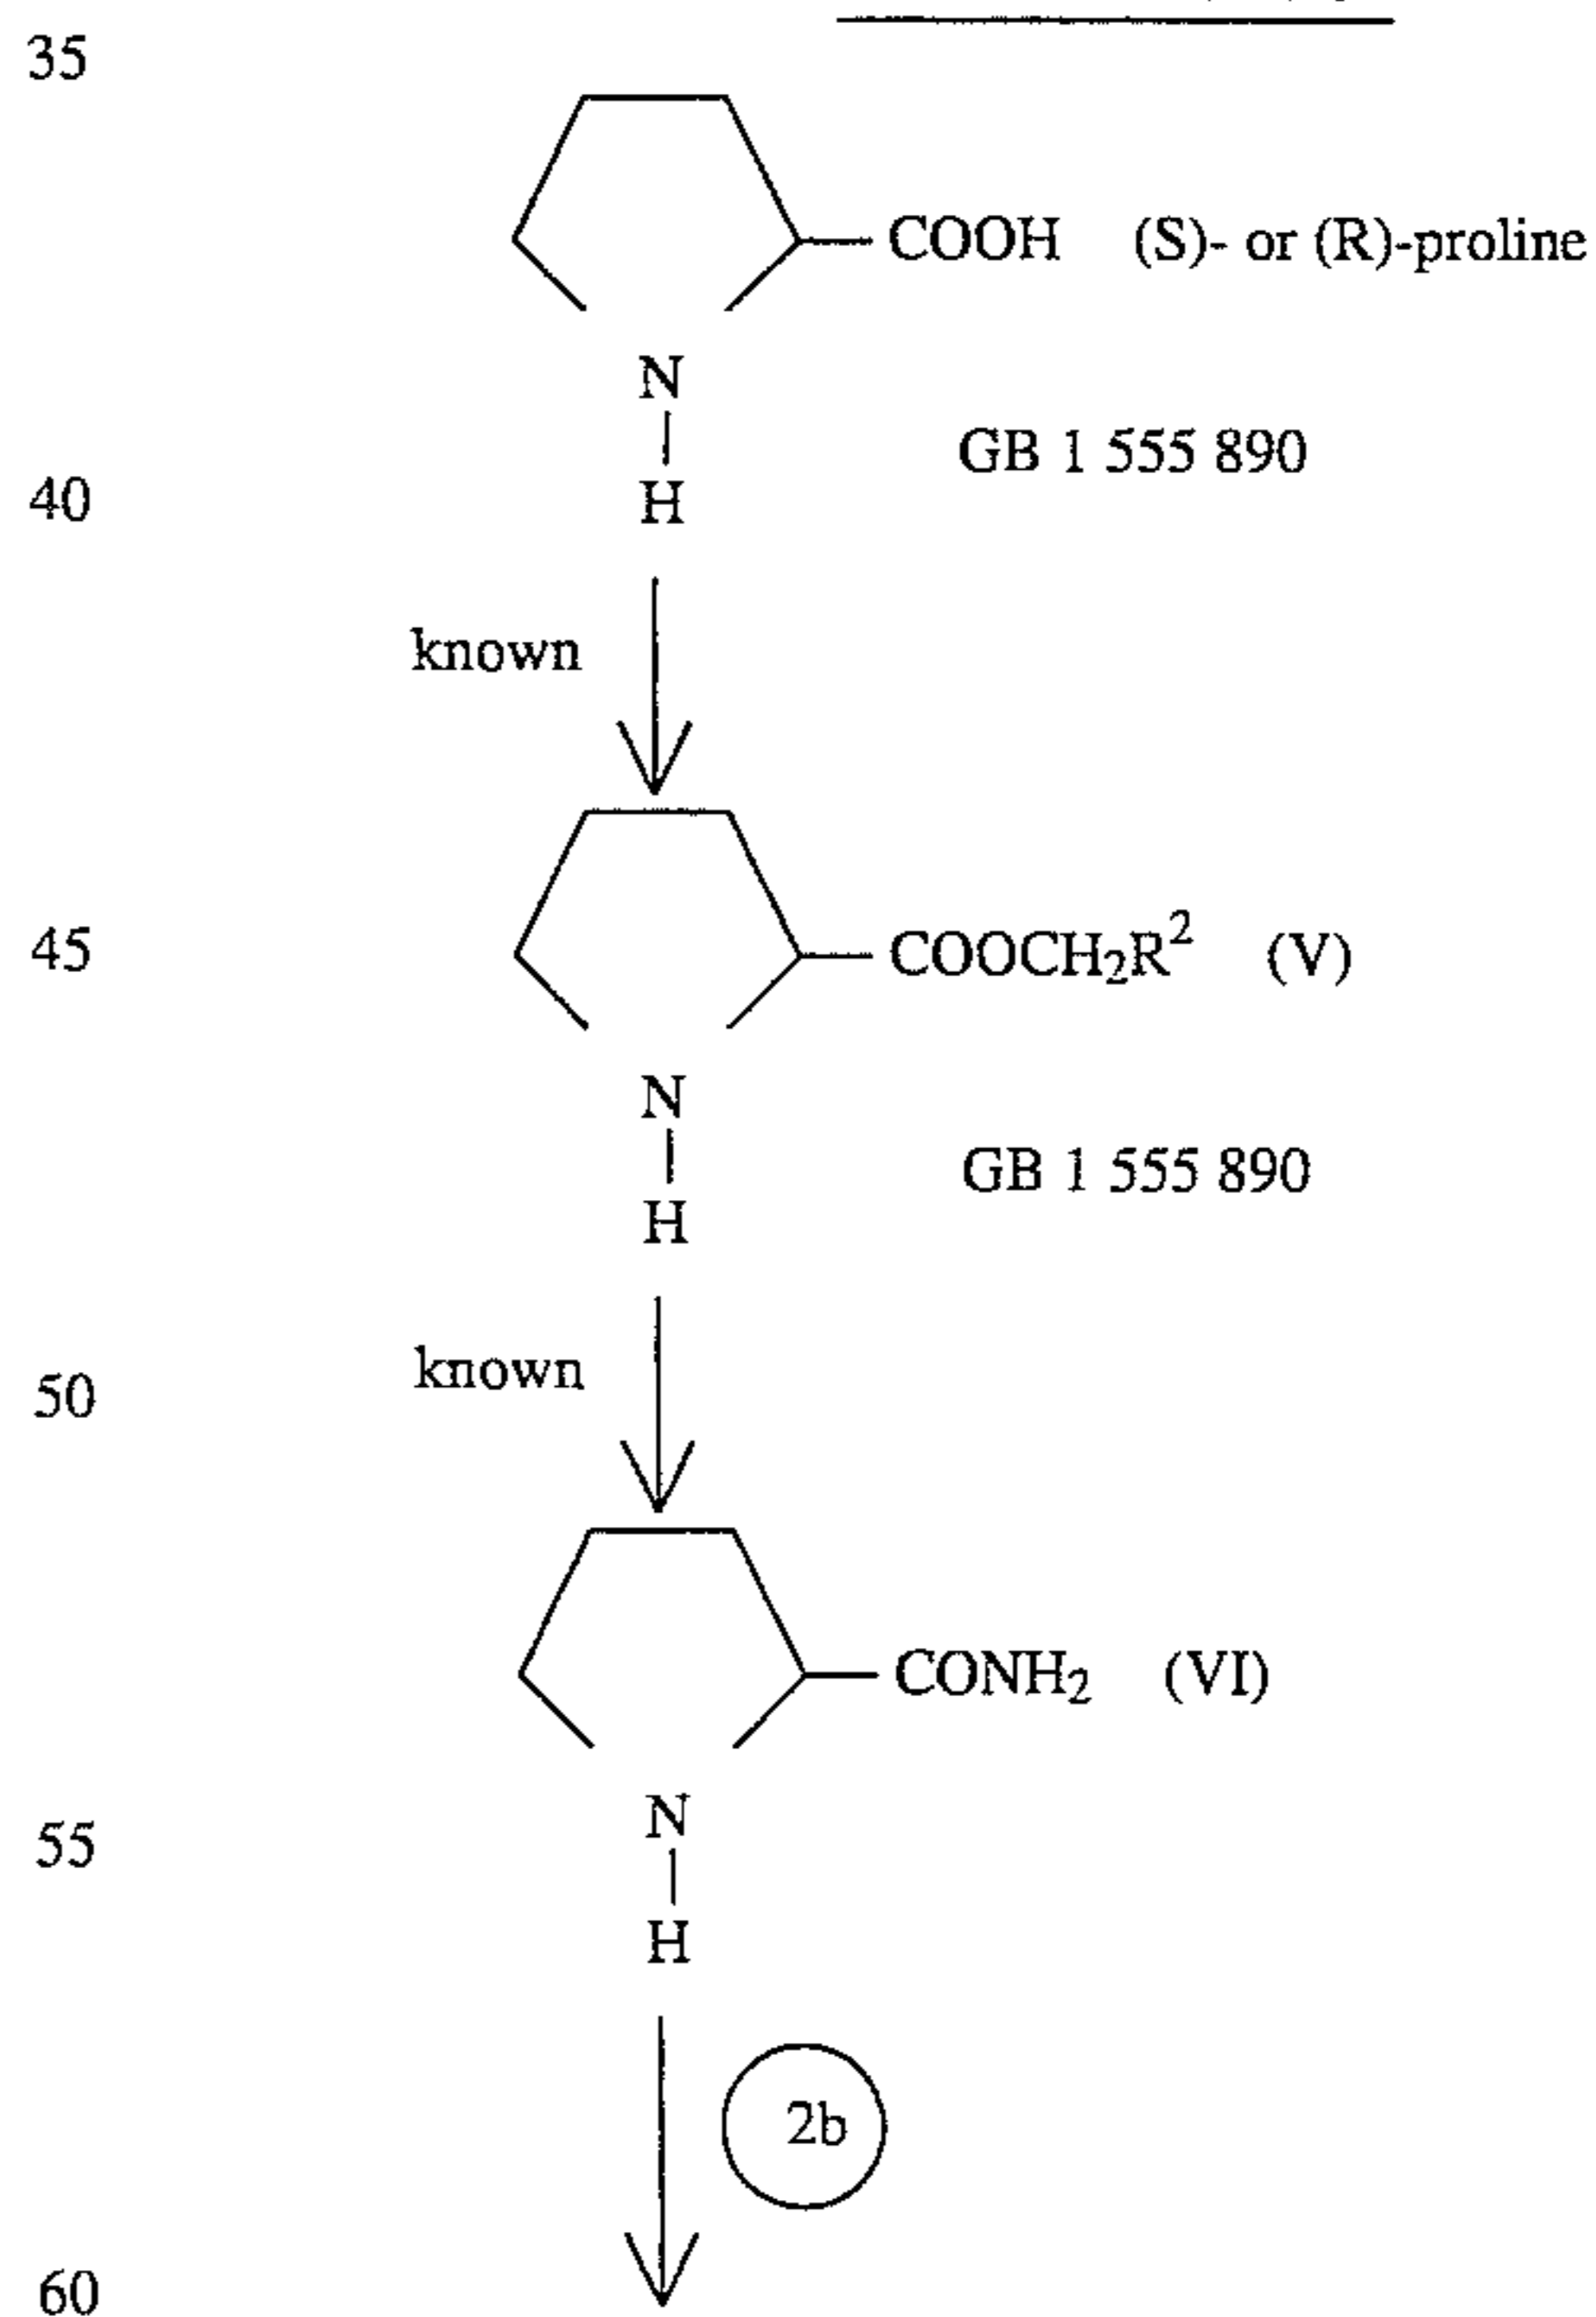 35
COOH (S)- or (R)-proline
N
GB 1 555 890
H
40
known
45 COOCH₂R² (V)
N
GB 1 555 890
H
known
50
CONH₂ (VI)
N
55
H
2b
60